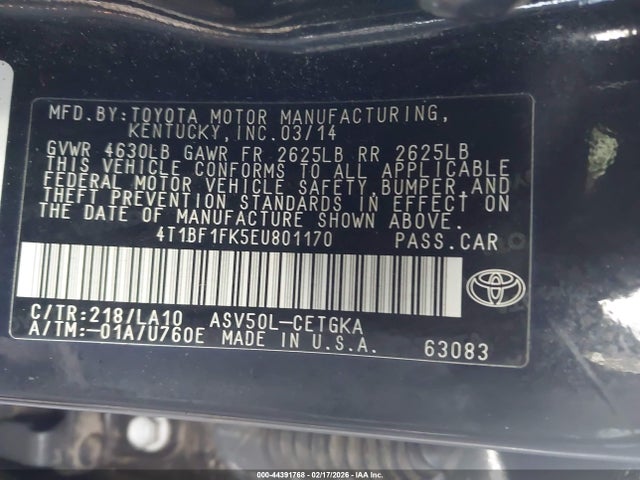 MFD.BY:TOYOTA MOTOR MANUFACTURING,
KENTUCKY,INC.03/14
GVWR 4630LB GAWR FR 2625LB RR 2625LB
THIS VEHICLE CONFORMS TO ALL APPLICABLE
FEDERAL MOTOR VEHICLE SAFETY,BUMPER,AND
THEFT PREVENTION STANDARDS IN EFFECT ON
THE DATE OF MANUFACTURE SHOWN ABOVE.
4T1BF1FK5EU801170 PASS.CAR
C/TR:218/LA10 ASV50L-CETGKA
A/TM:-01A/U760E MADE IN U.S.A. 63083
TOYOTA
000-44391768 - 02/17/2026 - IAA Inc.